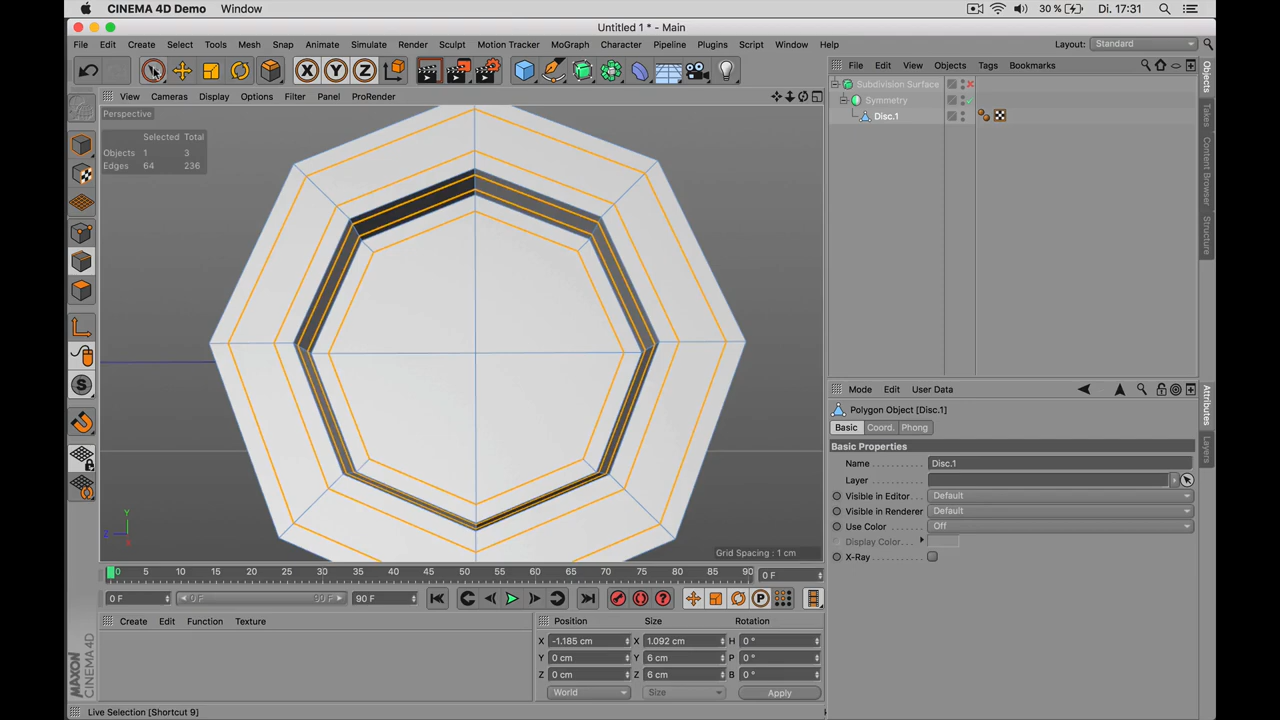 CINEMA 4D Demo Window 30 % Di. 17:31
Untitled 1 * - Main
File Edit Create Select Tools Mesh Snap Animate Simulate Render Sculpt Motion Tracker MoGraph Character Pipeline Plugins Script Window Help Layout: Standard
X Y Z
File Edit View Objects Tags Bookmarks
View Cameras Display Options Filter Panel ProRender
Subdivision Surface
Symmetry
Disc.1
Perspective
Selected Total
Objects 1 3
Edges 64 236
Objects
Takes
Content Browser
Structure
S
Mode Edit User Data
Polygon Object [Disc.1]
Basic Coord. Phong
Basic Properties
Name Disc.1
Layer
Visible in Editor Default
Visible in Renderer Default
Use Color Off
Display Color
X-Ray
Attributes
Layers
Y
Z
X
Grid Spacing : 1 cm
0 5 10 15 20 25 30 35 40 45 50 55 60 65 70 75 80 85 90 0 F
0 F 0 F 90 F 90 F P
Create Edit Function Texture
Position Size Rotation
X -1.185 cm X 1.092 cm H 0 °
Y 0 cm Y 6 cm P 0 °
Z 0 cm Z 6 cm B 0 °
World Size Apply
MAXON
CINEMA 4D
Live Selection [Shortcut 9]